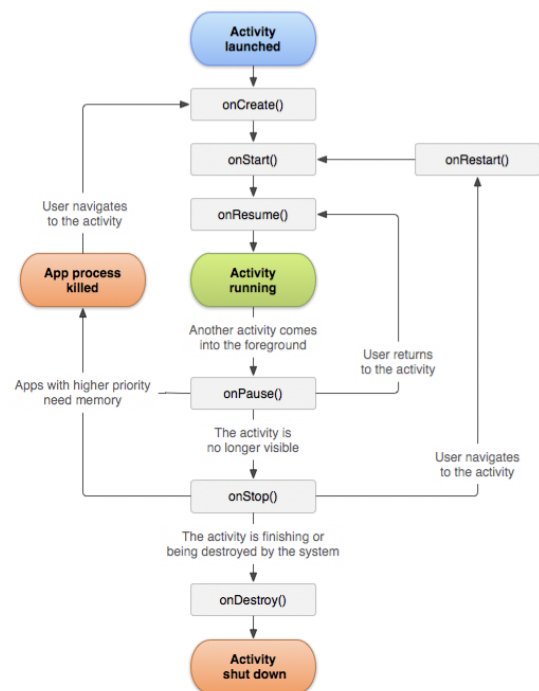 Activity
launched
onCreate()
onStart()
onRestart()
User navigates
to the activity
onResume()
App process
killed
Activity
running
Another activity comes
into the foreground
User returns
to the activity
Apps with higher priority
need memory
onPause()
The activity is
no longer visible
User navigates
to the activity
onStop()
The activity is finishing or
being destroyed by the system
onDestroy()
Activity
shut down